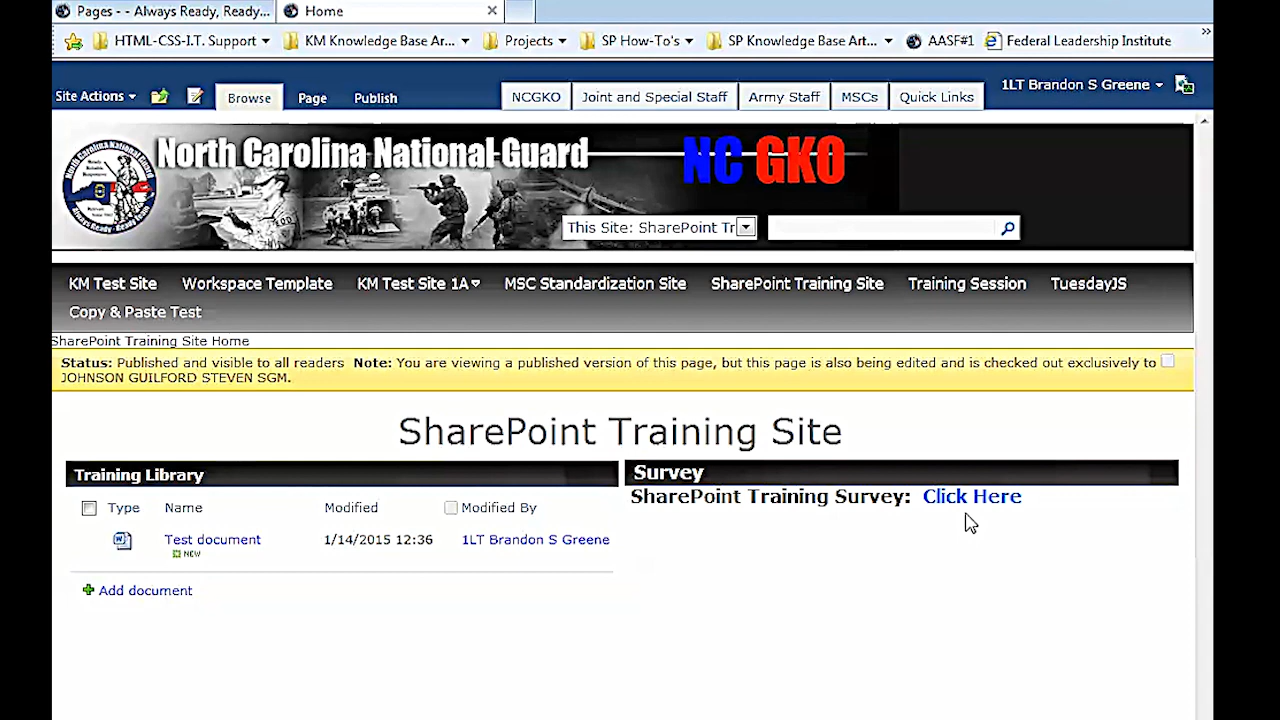 Pages - - Always Ready, Ready... Home
HTML-CSS-I.T. Support KM Knowledge Base Ar... Projects SP How-To's SP Knowledge Base Art... AASF#1 Federal Leadership Institute
Site Actions Browse Page Publish NCGKO Joint and Special Staff Army Staff MSCs Quick Links 1LT Brandon S Greene
North Carolina National Guard NC GKO
This Site: SharePoint Tr
KM Test Site Workspace Template KM Test Site 1A MSC Standardization Site SharePoint Training Site Training Session TuesdayJS
Copy & Paste Test
SharePoint Training Site Home
Status: Published and visible to all readers Note: You are viewing a published version of this page, but this page is also being edited and is checked out exclusively to
JOHNSON GUILFORD STEVEN SGM.
SharePoint Training Site
Training Library Survey
SharePoint Training Survey: Click Here
Type Name Modified Modified By
Test document 1/14/2015 12:36 1LT Brandon S Greene
NEW
Add document